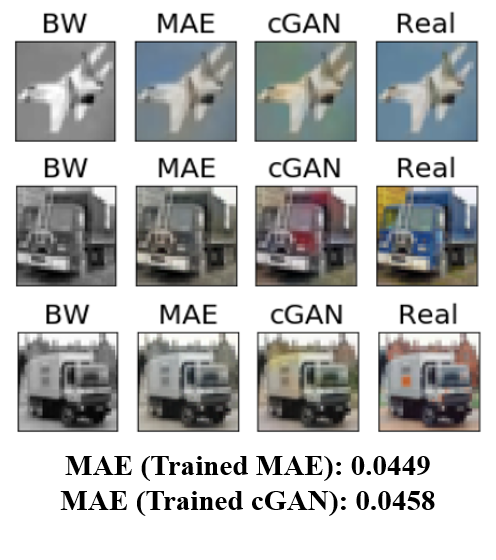 BW MAE cGAN Real
BW MAE cGAN Real
BW MAE cGAN Real
MAE (Trained MAE): 0.0449
MAE (Trained cGAN): 0.0458